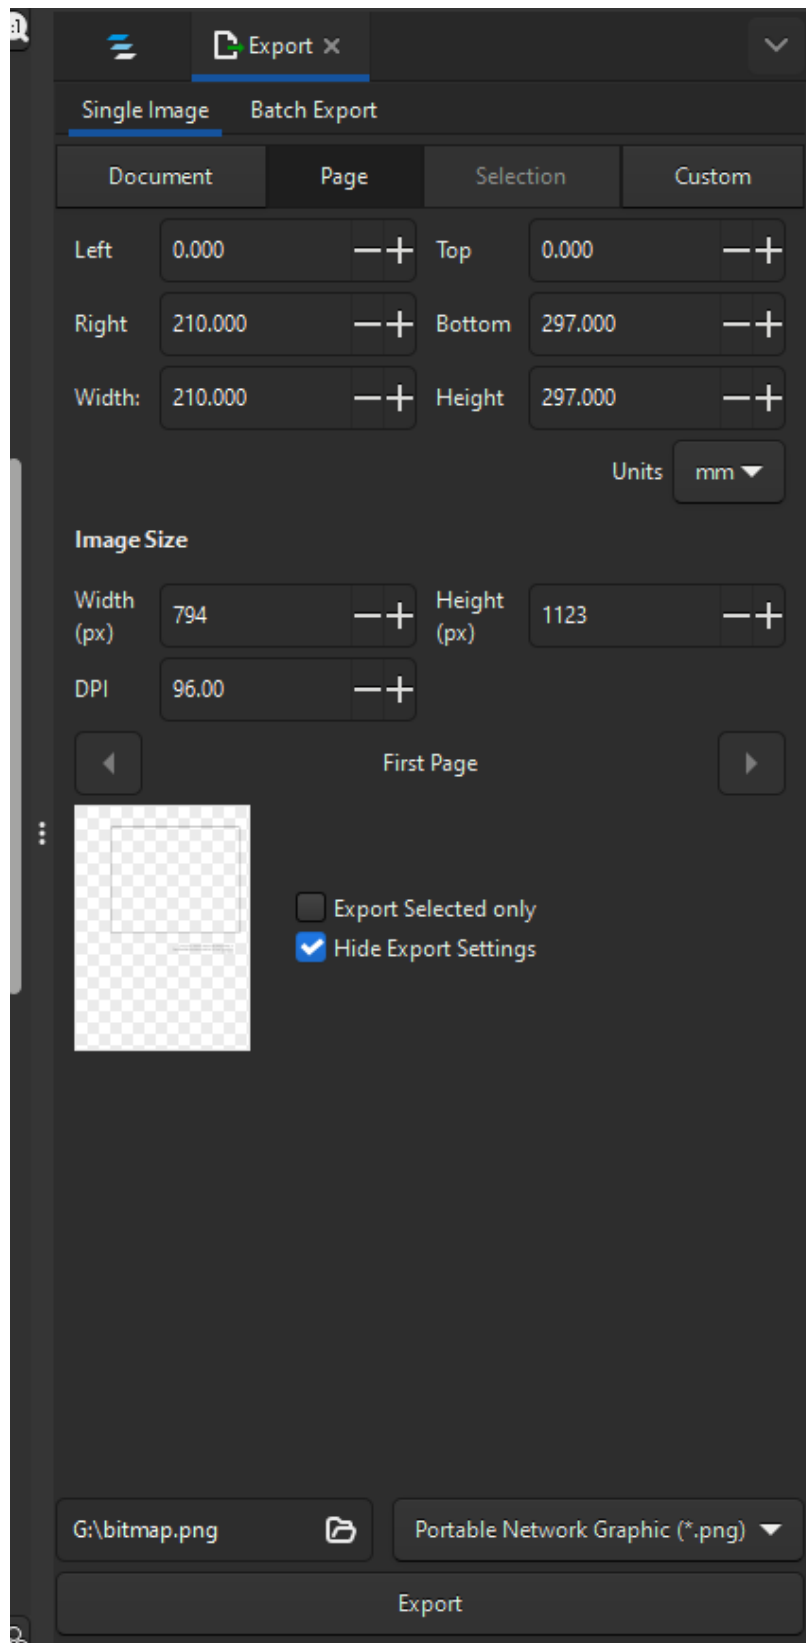 Export
Single Image Batch Export
Document Page Selection Custom
Left 0.000 Top 0.000
Right 210.000 Bottom 297.000
Width: 210.000 Height 297.000
Units mm
Image Size
Width (px) 794 Height (px) 1123
DPI 96.00
First Page
Export Selected only
Hide Export Settings
G:\bitmap.png Portable Network Graphic (*.png)
Export